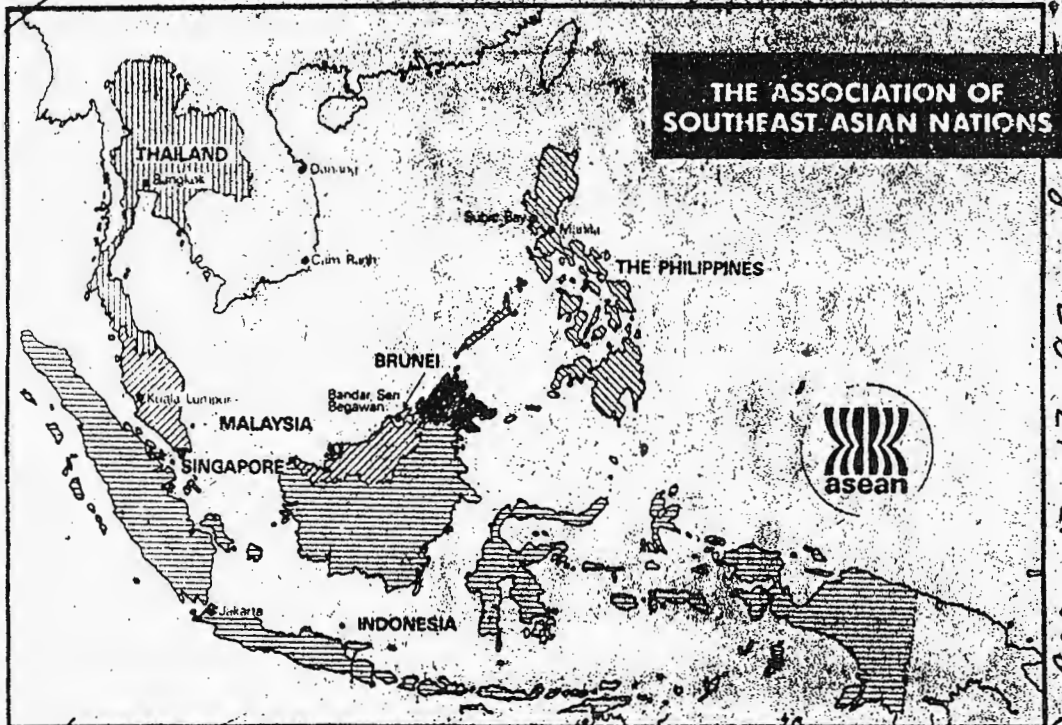 THE ASSOCIATION OF
SOUTHEAST ASIAN NATIONS
THAILAND
Bangkok
Danang
Cam Ranh
Subic Bay
Manila
THE PHILIPPINES
BRUNEI
Bandar Seri
Begawan
Kuala Lumpur
MALAYSIA
SINGAPORE
asean
Jakarta
INDONESIA